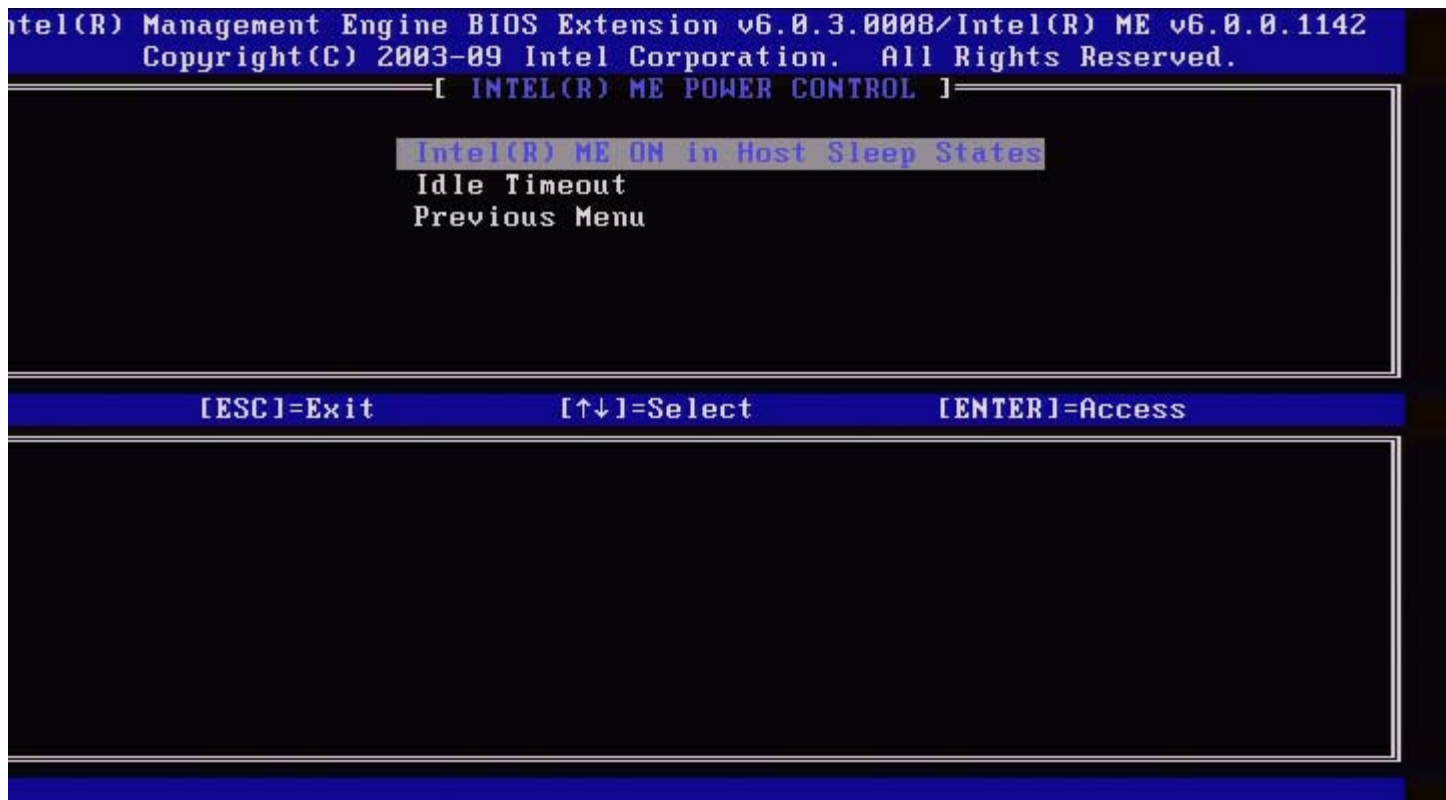 ntel(R) Management Engine BIOS Extension v6.0.3.0008/Intel(R) ME v6.0.0.1142
Copyright(C) 2003-09 Intel Corporation. All Rights Reserved.
[ INTEL(R) ME POWER CONTROL ]
Intel(R) ME ON in Host Sleep States
Idle Timeout
Previous Menu
[ESC]=Exit [↑↓]=Select [ENTER]=Access